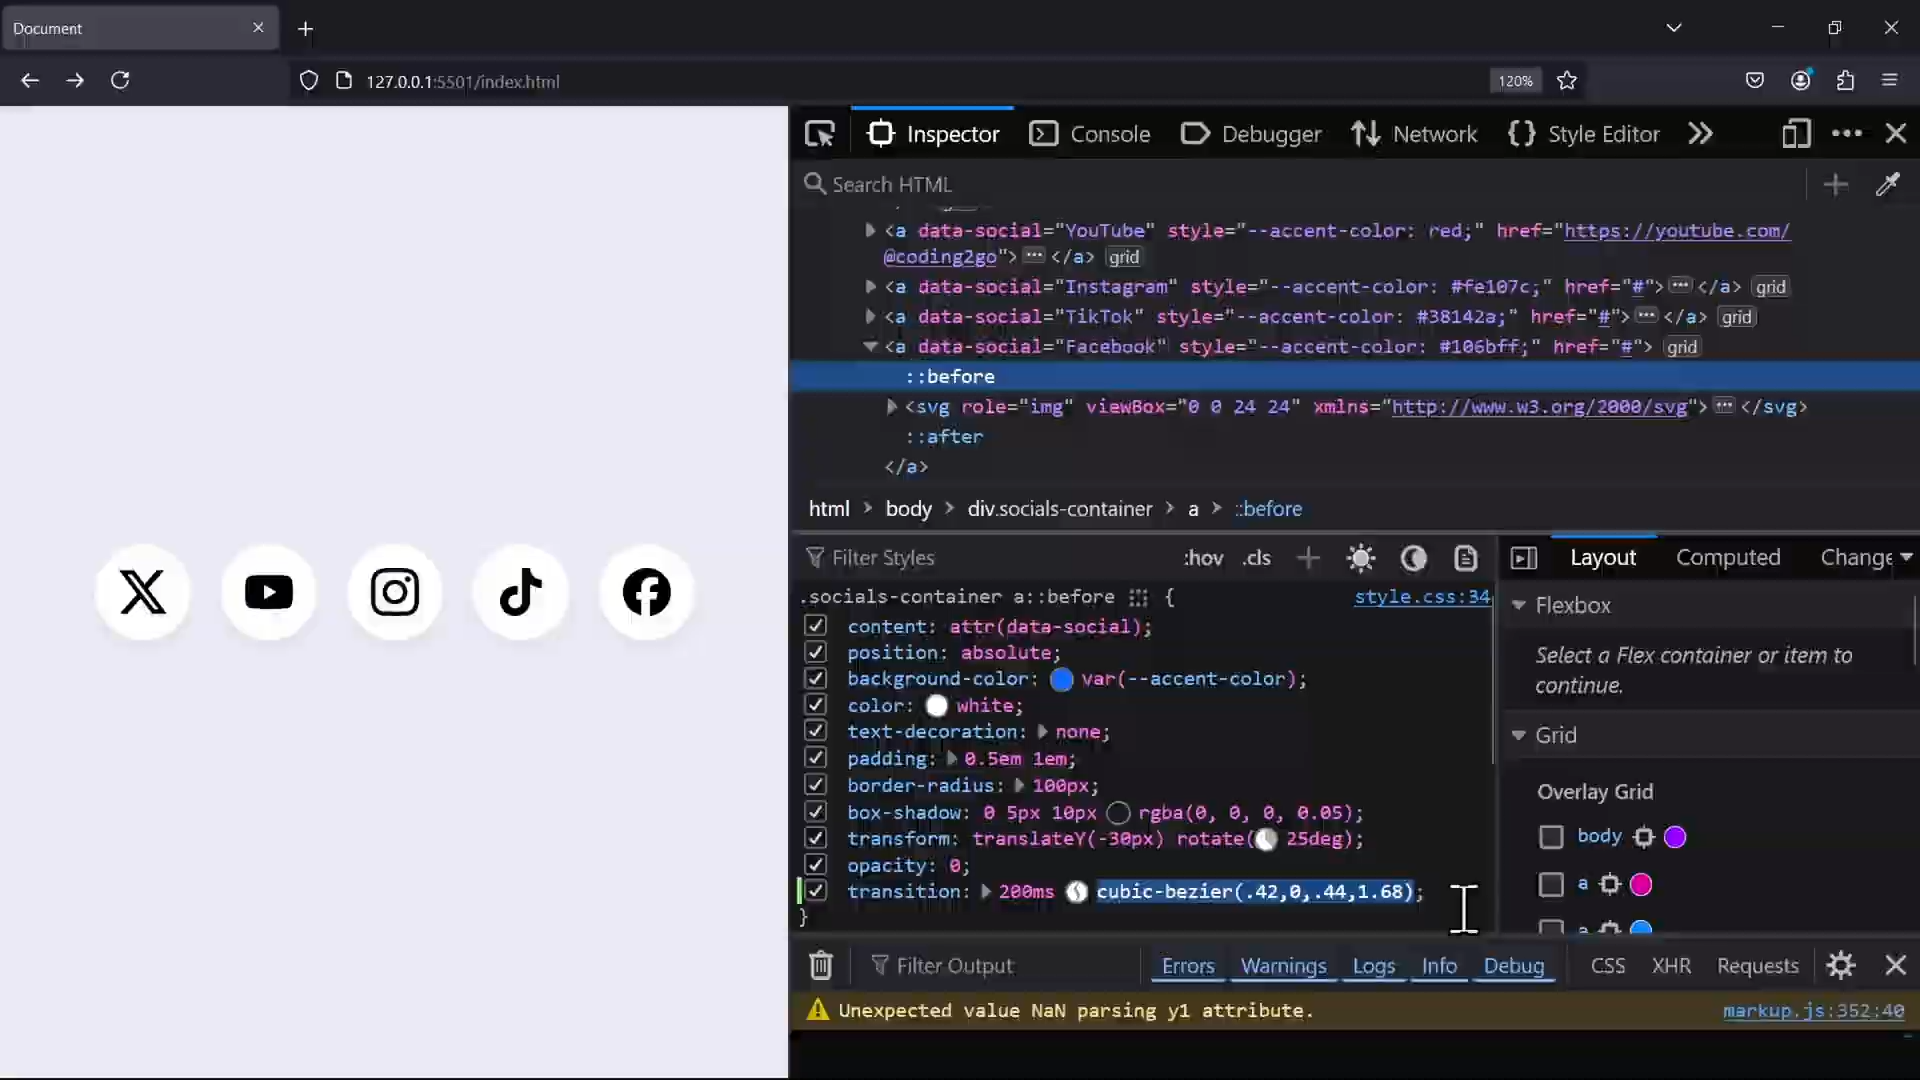 Document
127.0.0.1:5501/index.html
120%
Inspector
Console
Debugger
Network
Style Editor
Search HTML
<a data-social="YouTube" style="--accent-color: red;" href="https://youtube.com/
@coding2go"> ••• </a> grid
<a data-social="Instagram" style="--accent-color: #fe107c;" href="#"> ••• </a> grid
<a data-social="TikTok" style="--accent-color: #38142a;" href="#"> ••• </a> grid
<a data-social="Facebook" style="--accent-color: #106bff;" href="#"> grid
::before
<svg role="img" viewBox="0 0 24 24" xmlns="http://www.w3.org/2000/svg"> ••• </svg>
::after
</a>
html > body > div.socials-container > a > ::before
Filter Styles
:hov .cls
Layout
Computed
Change
.socials-container a::before {
style.css:34
content: attr(data-social);
position: absolute;
background-color: var(--accent-color);
color: white;
text-decoration: none;
padding: 0.5em 1em;
border-radius: 100px;
box-shadow: 0 5px 10px rgba(0, 0, 0, 0.05);
transform: translateY(-30px) rotate( 25deg);
opacity: 0;
transition: 200ms cubic-bezier(.42,0,.44,1.68);
}
Flexbox
Select a Flex container or item to
continue.
Grid
Overlay Grid
body
a
a
Filter Output
Errors
Warnings
Logs
Info
Debug
CSS
XHR
Requests
Unexpected value NaN parsing y1 attribute.
markup.js:352:40